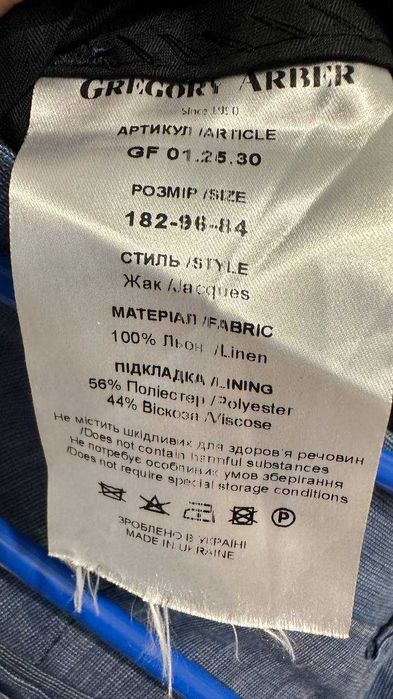 GREGORY ARBER
Since 1990
АРТИКУЛ /ARTICLE
GF 01.25.30
РОЗМІР /SIZE
182-96-84
СТИЛЬ /STYLE
Жак /Jacques
МАТЕРІАЛ /FABRIC
100% Льон /Linen
ПІДКЛАДКА /LINING
56% Поліестер /Polyester
44% Віскоза /Viscose
Не містить шкідливих для здоров'я речовин
/Does not contain harmful substances
Не потребує особливих умов зберігання
/Does not require special storage conditions
P
ЗРОБЛЕНО В УКРАЇНІ
MADE IN UKRAINE